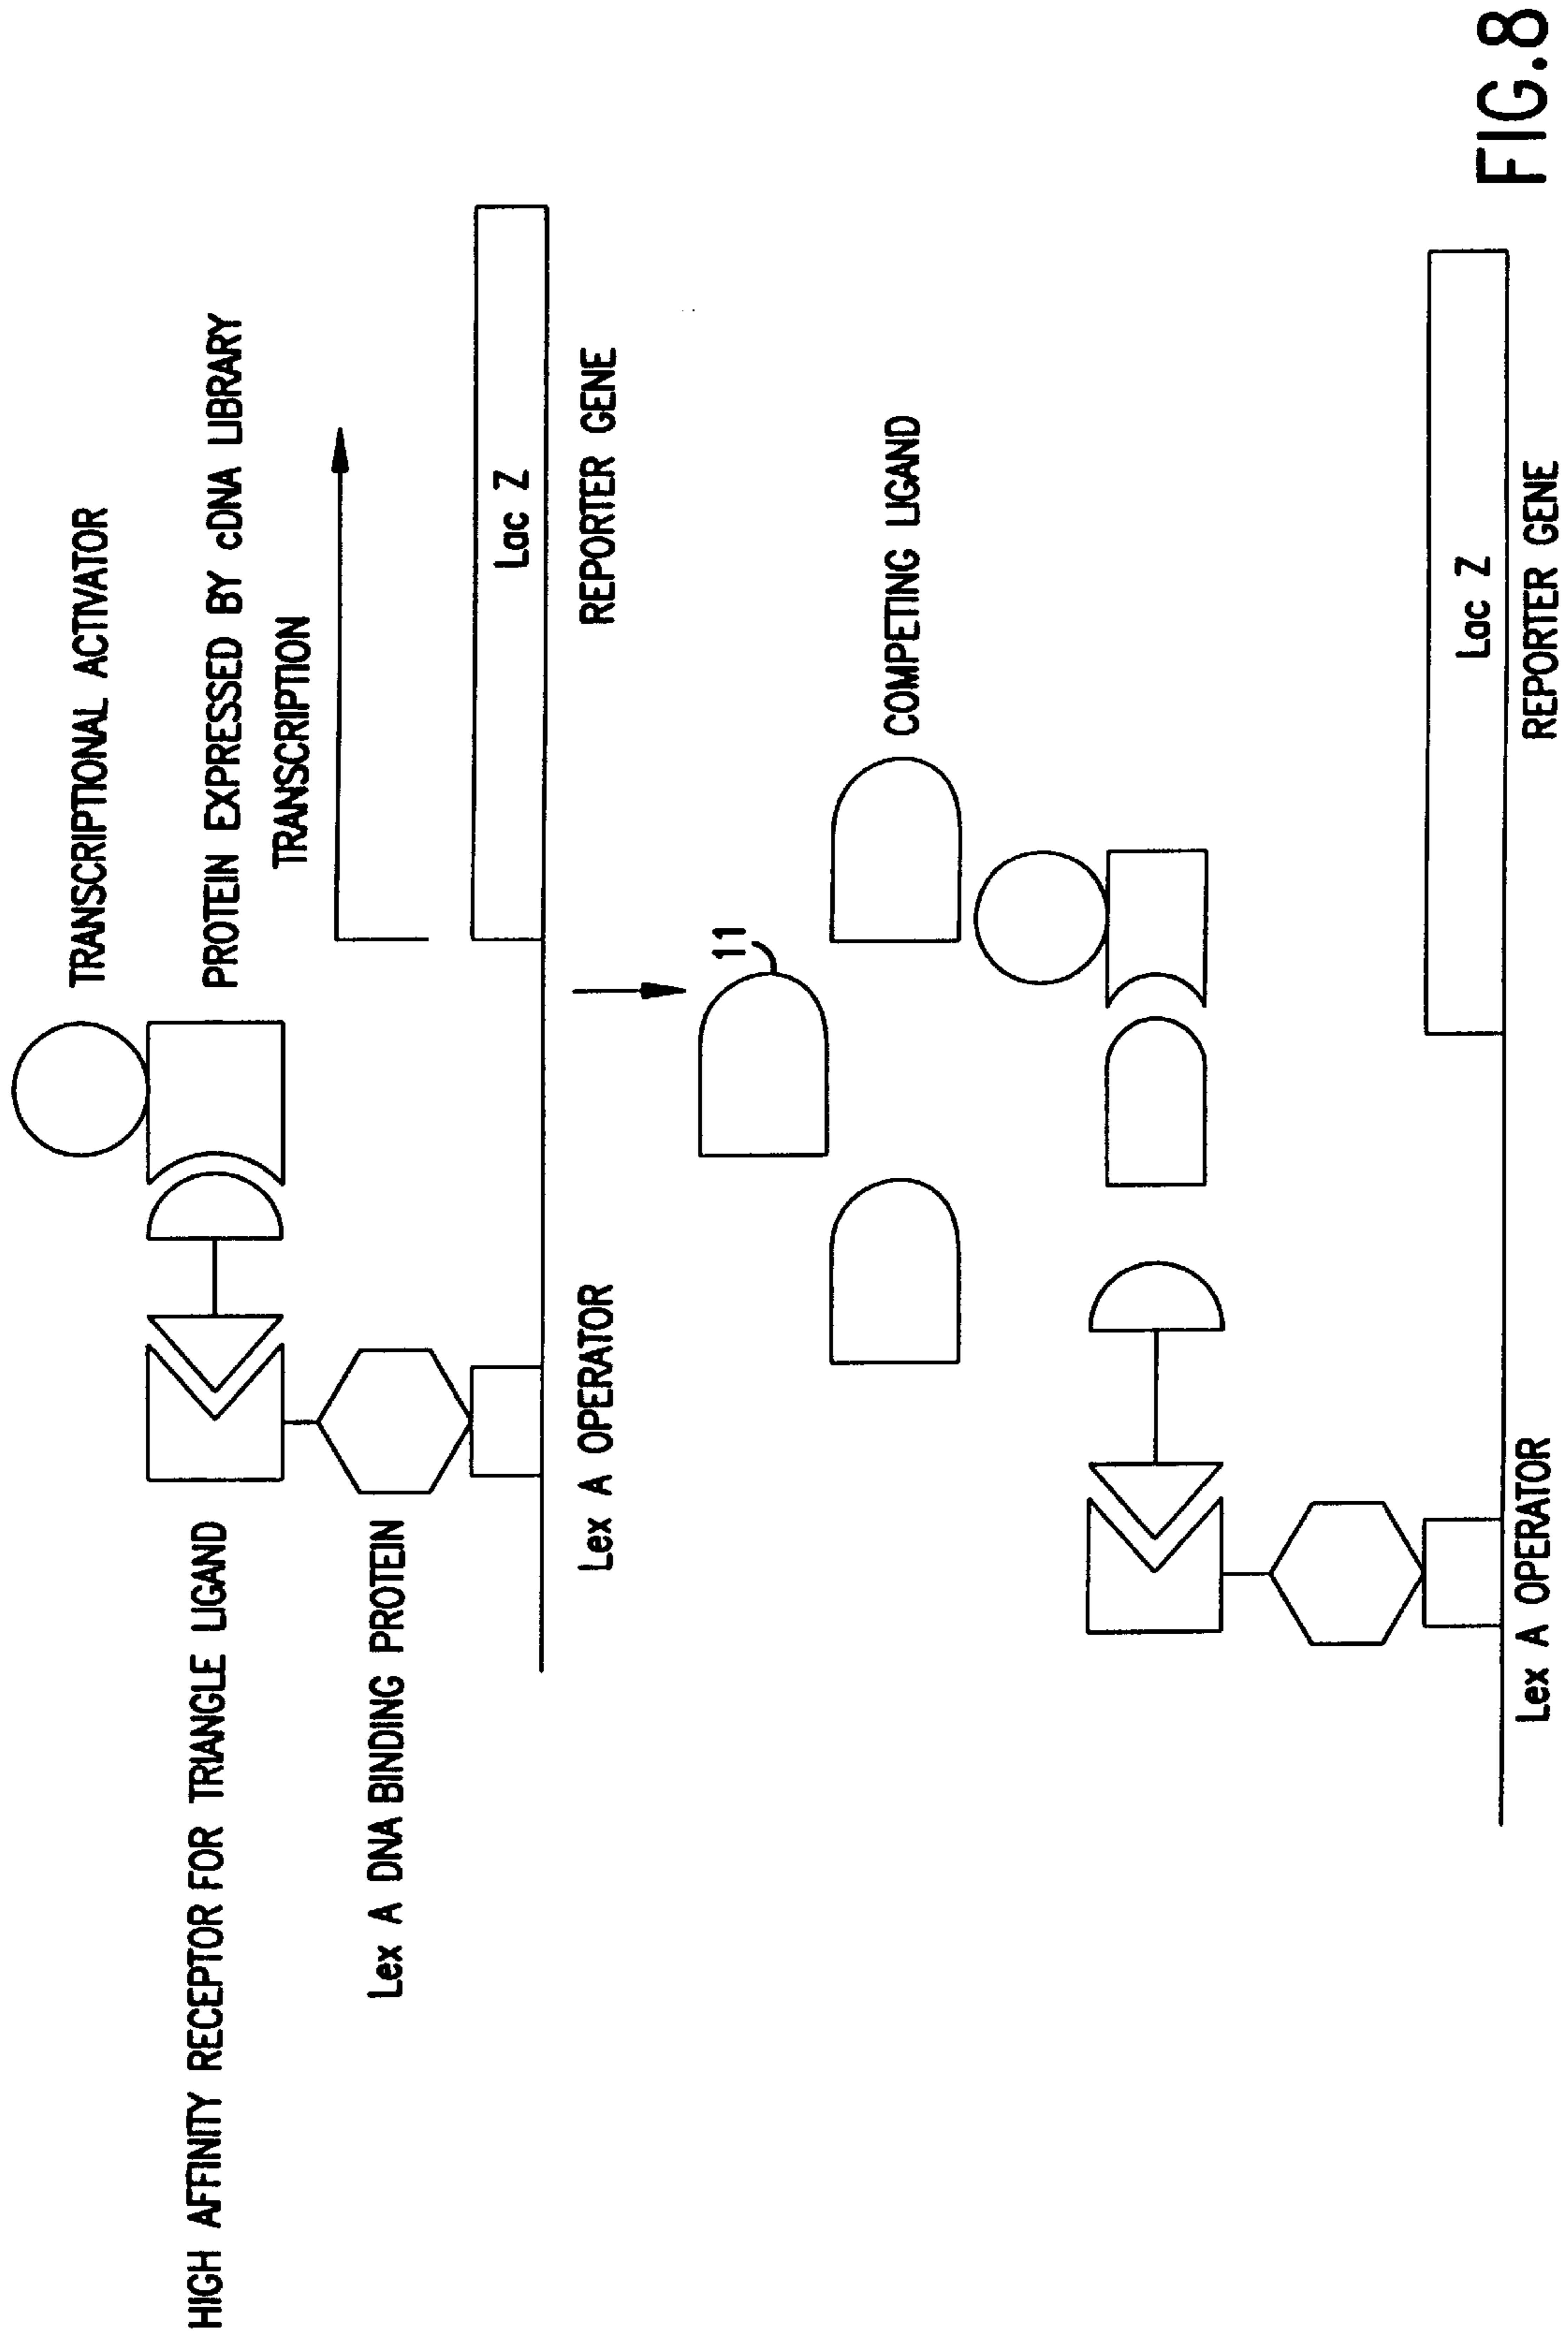 TRANSCRIPTIONAL ACTIVATOR
HIGH AFFINITY RECEPTOR FOR TRIANGLE LIGAND
PROTEIN EXPRESSED BY cDNA LIBRARY
TRANSCRIPTION
Lex A DNA BINDING PROTEIN
Lac Z
Lex A OPERATOR
REPORTER GENE
11
COMPETING LIGAND
Lac Z
Lex A OPERATOR
REPORTER GENE
FIG.8